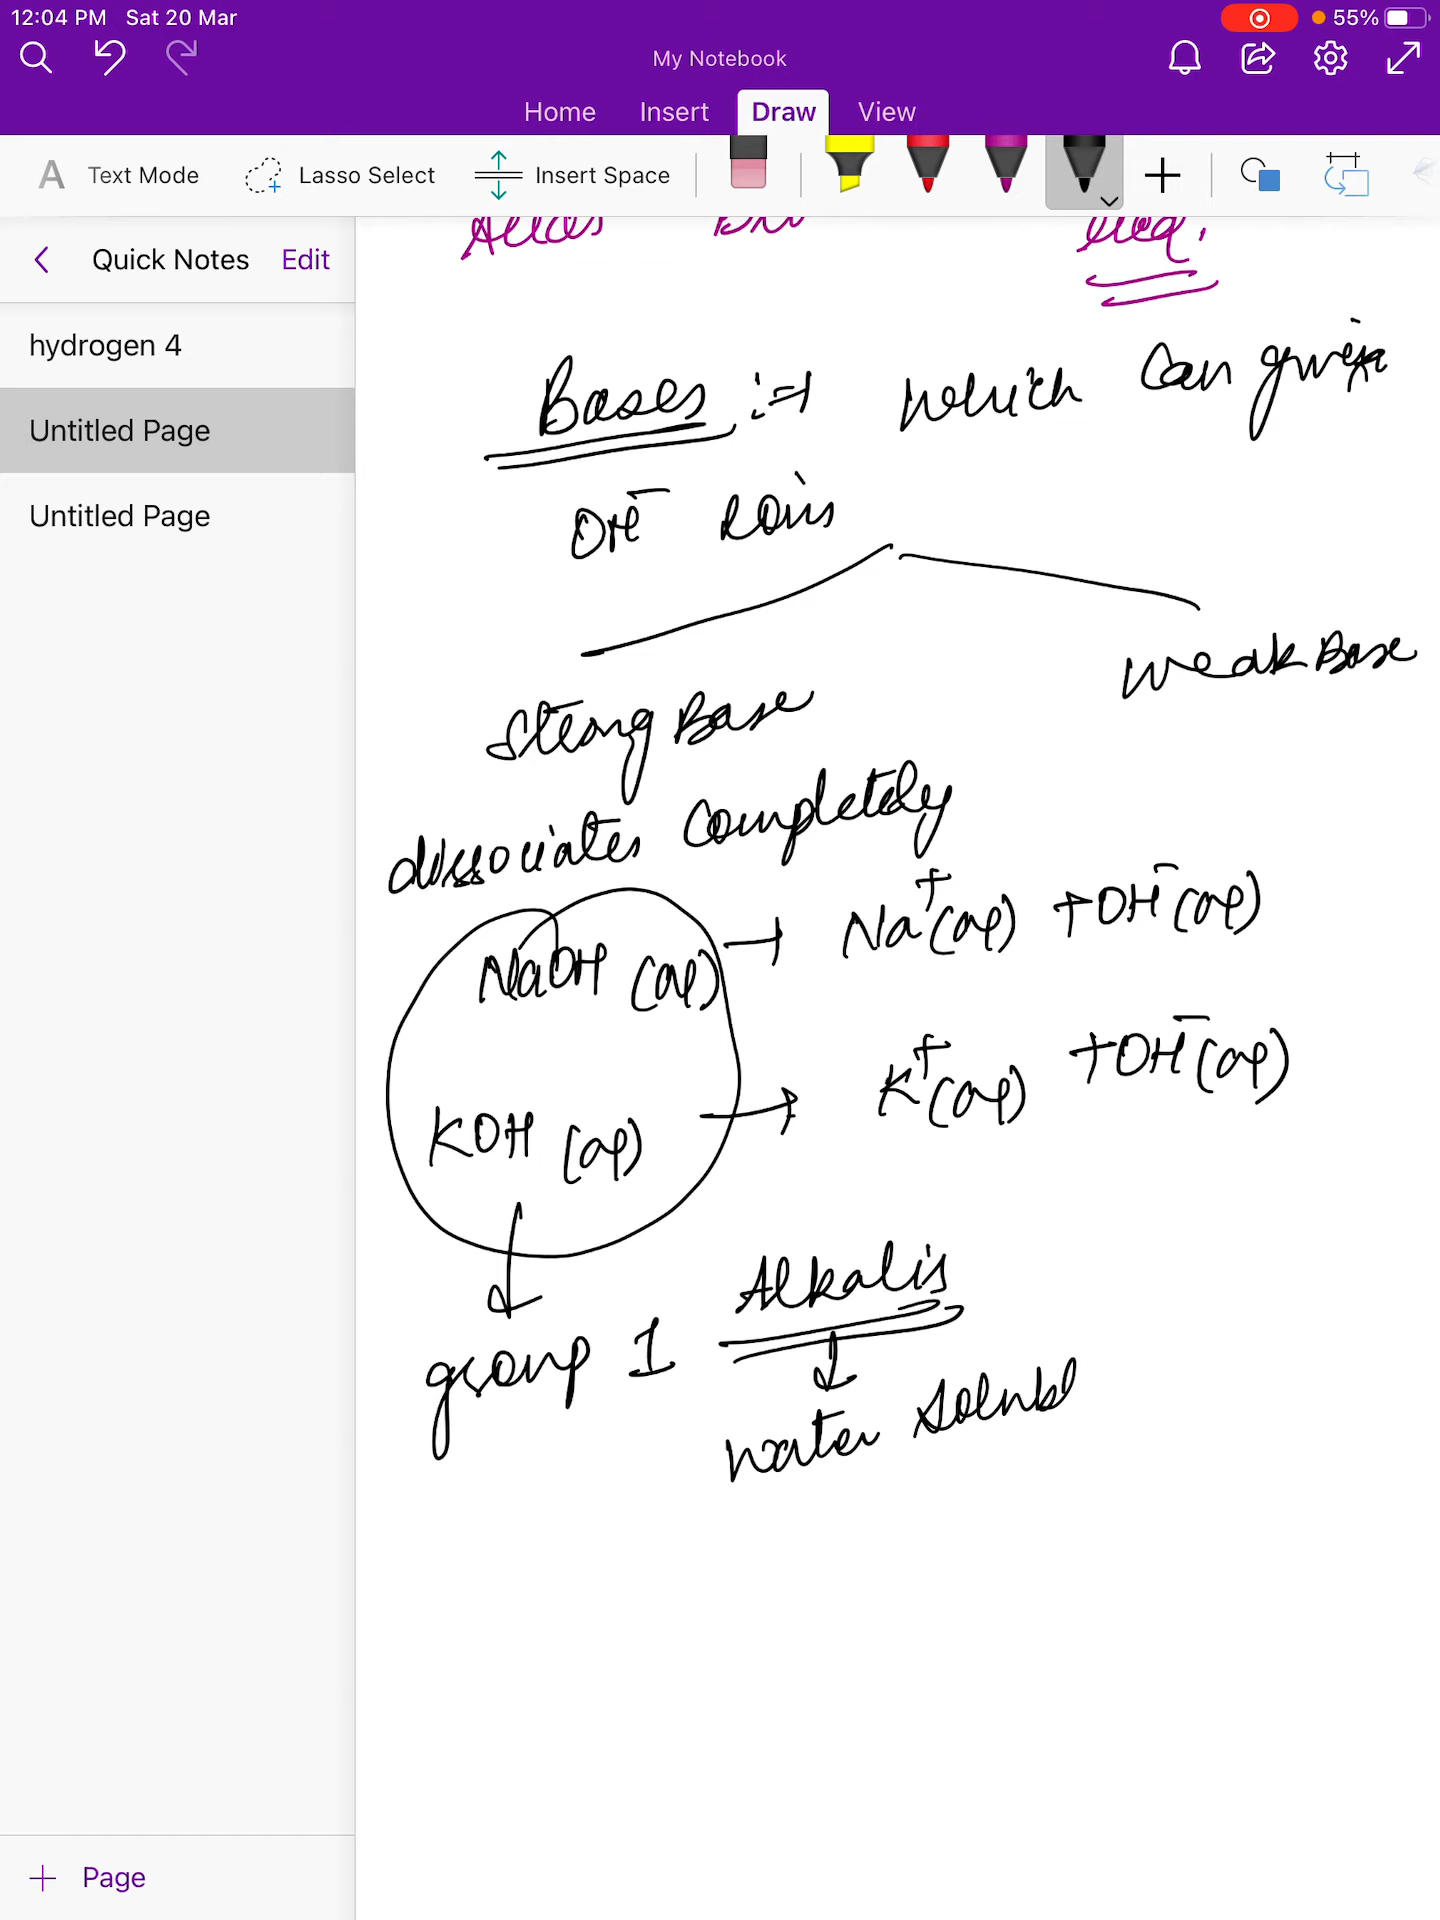 12:04 PM Sat 20 Mar
55%
My Notebook
Home Insert Draw View
A Text Mode Lasso Select Insert Space
Quick Notes Edit
hydrogen 4
Untitled Page
Untitled Page
Page
Bases :→ which can give
OH⁻ ions
Strong Base
weak Base
dissociates completely
NaOH (aq) → Na⁺(aq) + OH⁻(aq)
KOH (aq) → K⁺(aq) + OH⁻(aq)
group 1 Alkalis
water solubl